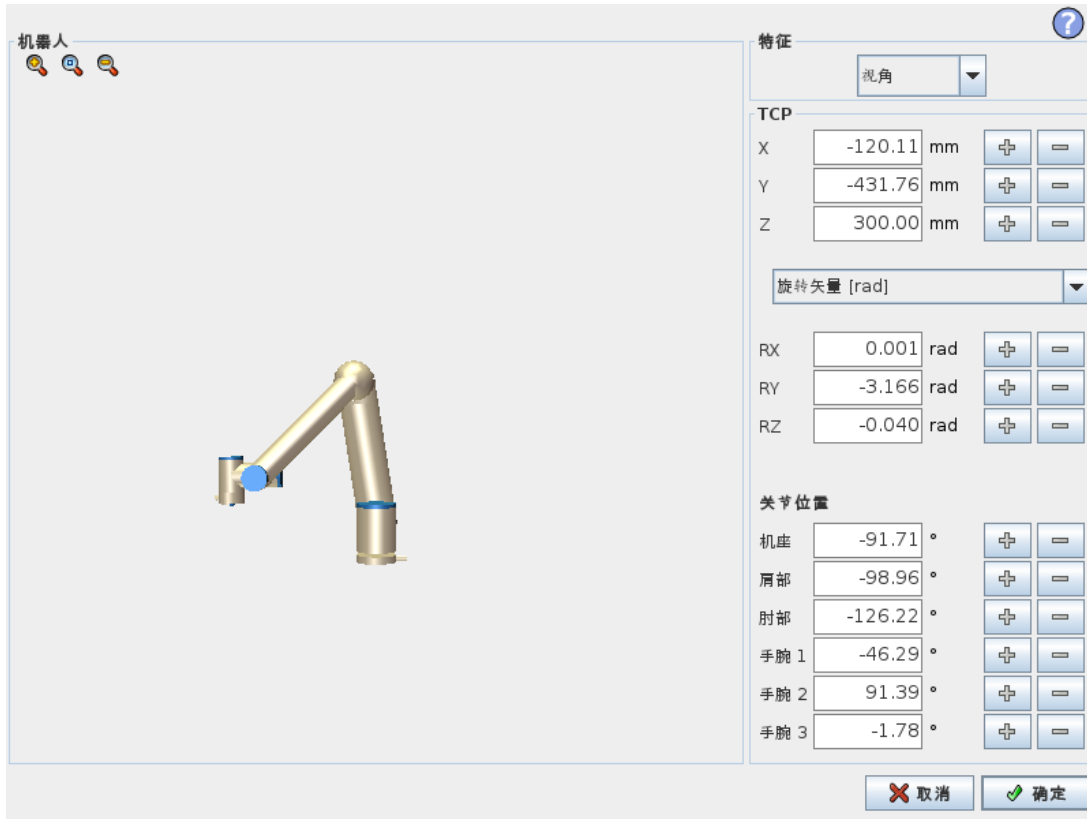 机器人
特征
视角
TCP
X -120.11 mm
Y -431.76 mm
Z 300.00 mm
旋转矢量 [rad]
RX 0.001 rad
RY -3.166 rad
RZ -0.040 rad
关节位置
机座 -91.71 °
肩部 -98.96 °
肘部 -126.22 °
手腕 1 -46.29 °
手腕 2 91.39 °
手腕 3 -1.78 °
取消 确定